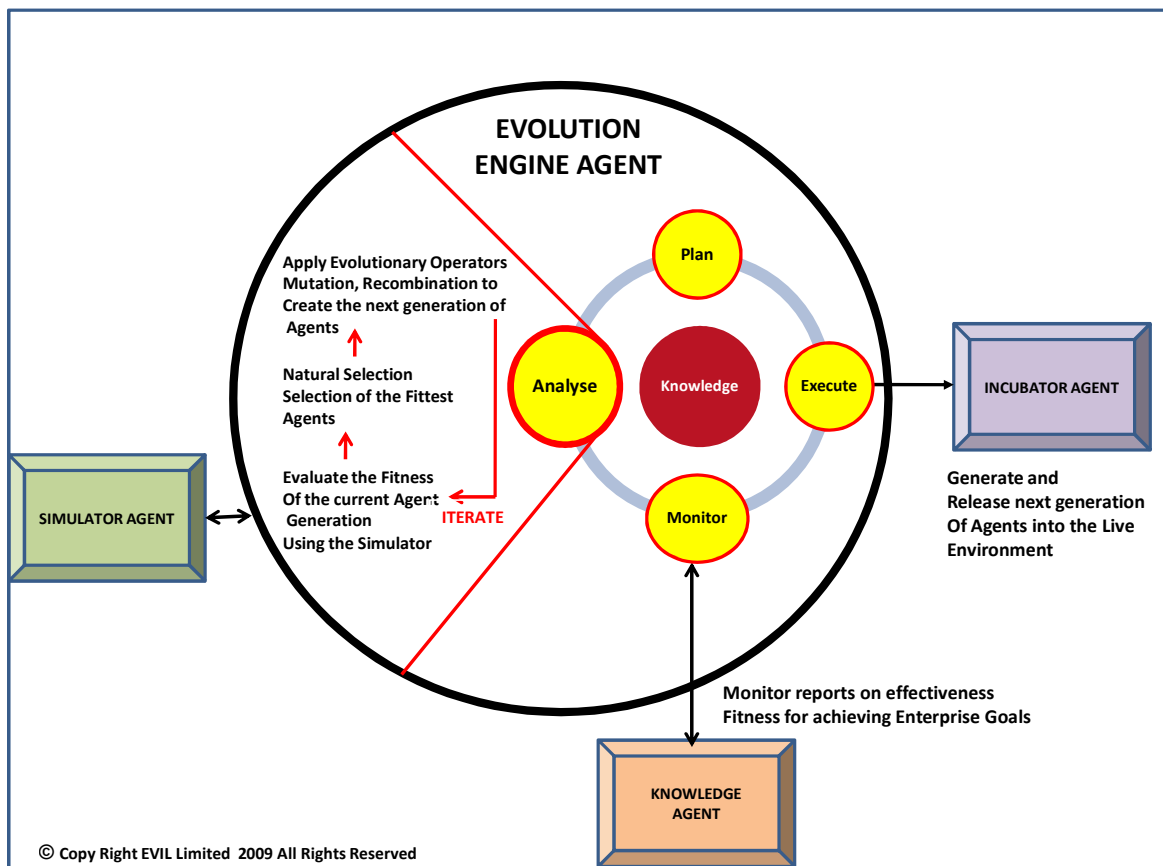 EVOLUTION
ENGINE AGENT
Apply Evolutionary Operators
Mutation, Recombination to
Create the next generation of
Agents
Natural Selection
Selection of the Fittest
Agents
Evaluate the Fitness
Of the current Agent
Generation
Using the Simulator
ITERATE
Plan
Analyse
Knowledge
Execute
Monitor
SIMULATOR AGENT
INCUBATOR AGENT
Generate and
Release next generation
Of Agents into the Live
Environment
Monitor reports on effectiveness
Fitness for achieving Enterprise Goals
KNOWLEDGE
AGENT
© Copy Right EVIL Limited 2009 All Rights Reserved